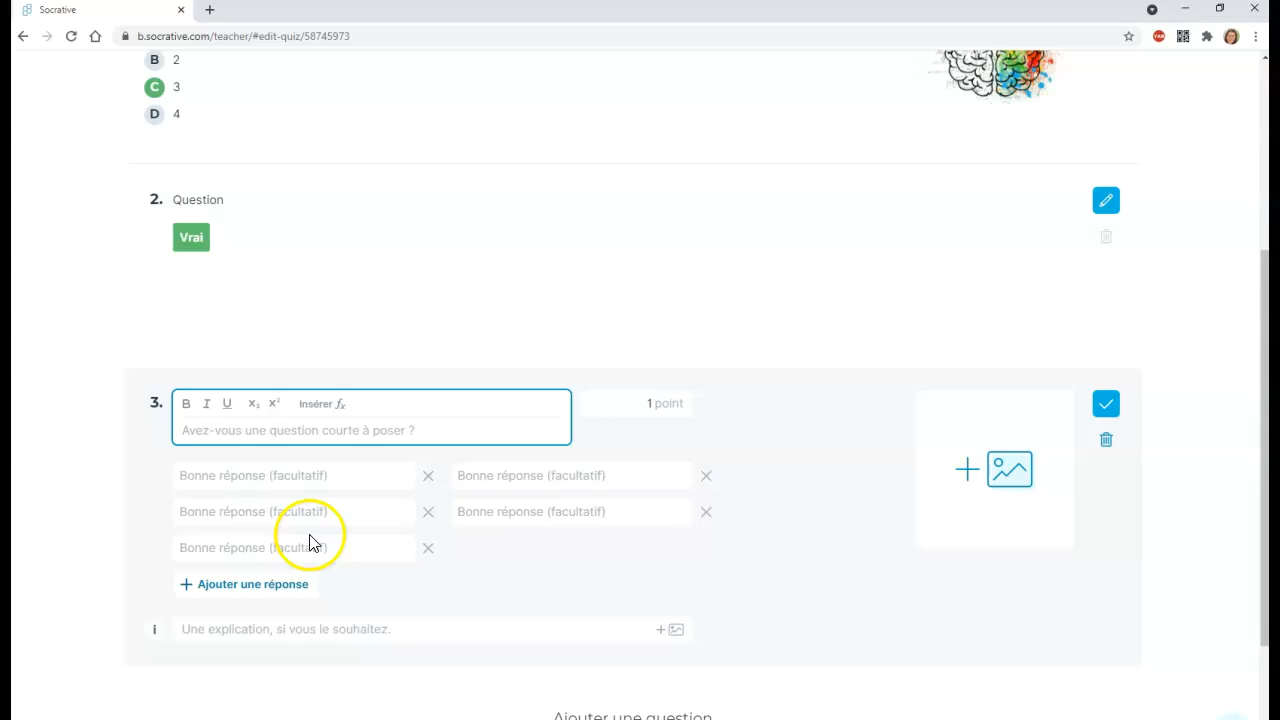 Socrative
b.socrative.com/teacher/#edit-quiz/58745973
B 2
C 3
D 4
2. Question
Vrai
3. B I U X₂ X² Insérer fx 1 point
Avez-vous une question courte à poser ?
Bonne réponse (facultatif) Bonne réponse (facultatif)
Bonne réponse (facultatif) Bonne réponse (facultatif)
Bonne réponse (facultatif)
+ Ajouter une réponse
i Une explication, si vous le souhaitez.
Ajouter une question